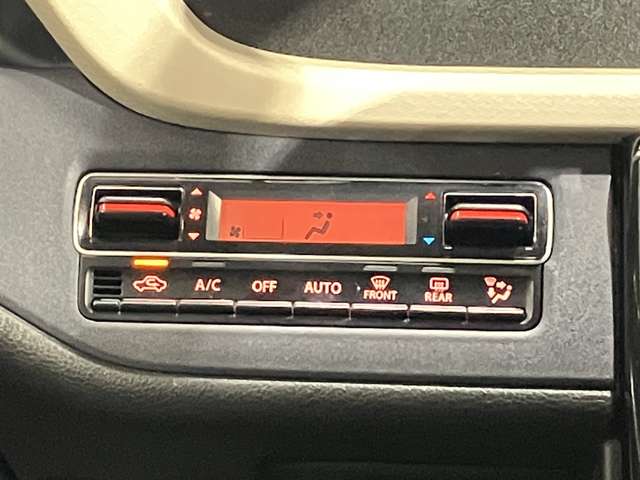 A/C OFF AUTO FRONT REAR